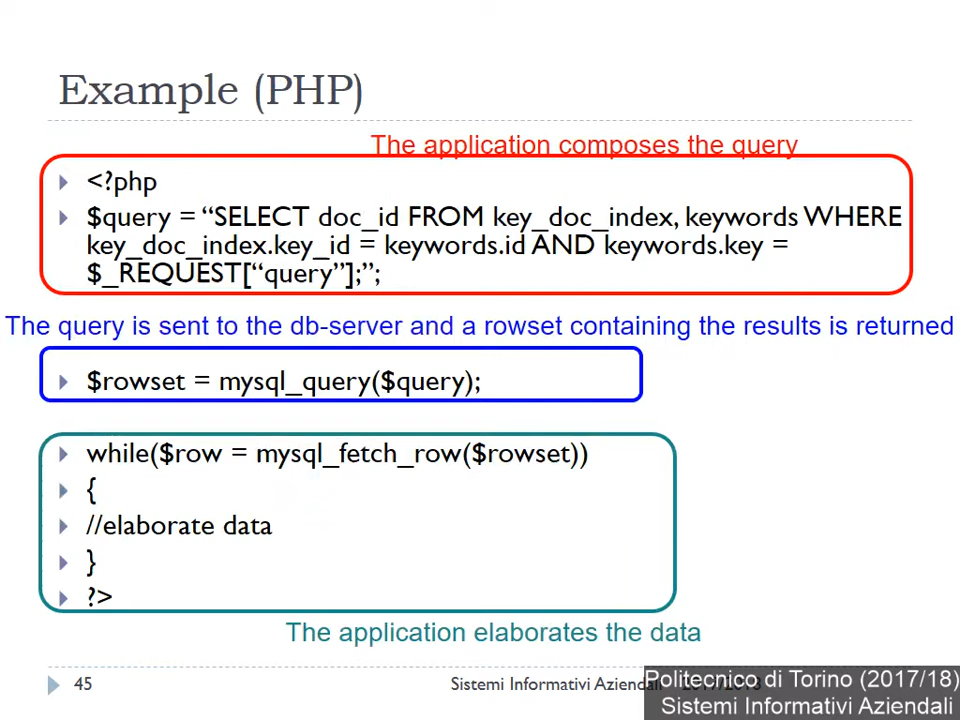 Example (PHP)
The application composes the query
<?php
$query = “SELECT doc_id FROM key_doc_index, keywords WHERE
key_doc_index.key_id = keywords.id AND keywords.key =
$_REQUEST[“query”];”;
The query is sent to the db-server and a rowset containing the results is returned
$rowset = mysql_query($query);
while($row = mysql_fetch_row($rowset))
{
//elaborate data
}
?>
The application elaborates the data
45
Sistemi Informativi Aziendali 2017/2018
Politecnico di Torino (2017/18)
Sistemi Informativi Aziendali